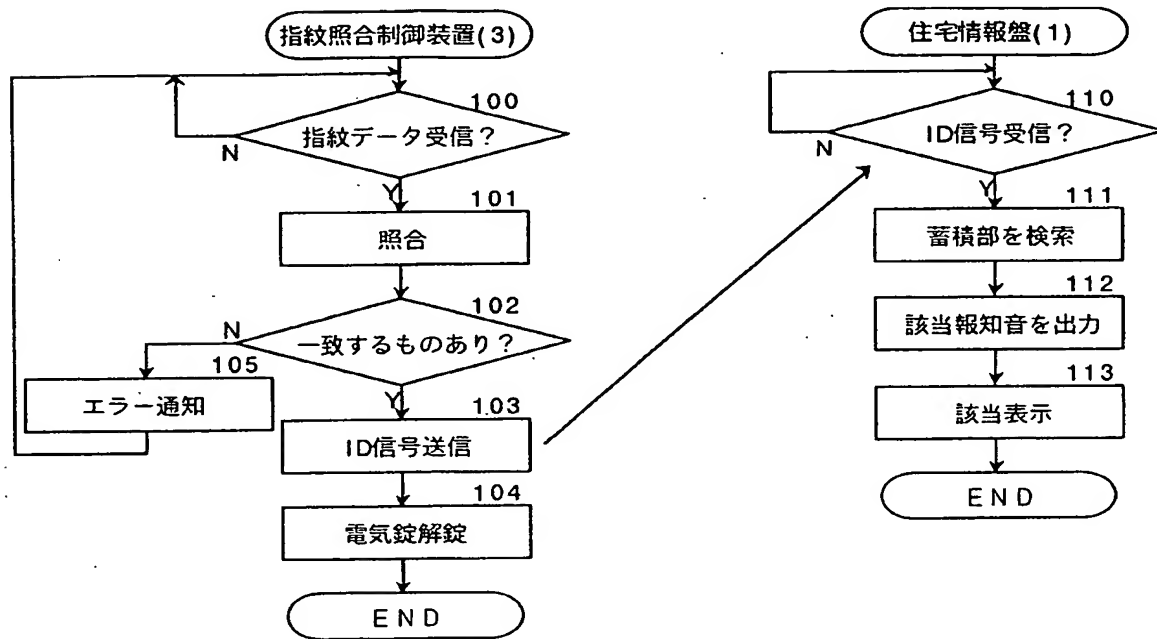 指紋照合制御装置(3)
100
指紋データ受信?
N
Y
101
照合
102
一致するものあり?
N
105
エラー通知
Y
103
ID信号送信
104
電気錠解錠
END
住宅情報盤(1)
110
ID信号受信?
N
Y
111
蓄積部を検索
112
該当報知音を出力
113
該当表示
END